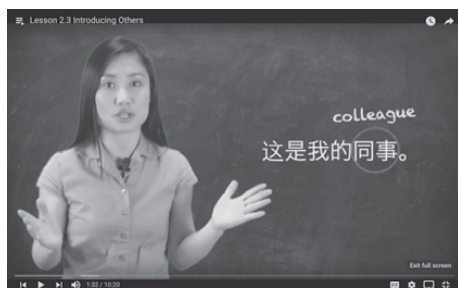 Lesson 2.3 Introducing Others
colleague
这是我的同事。
Exit full screen
1:32 / 10:20